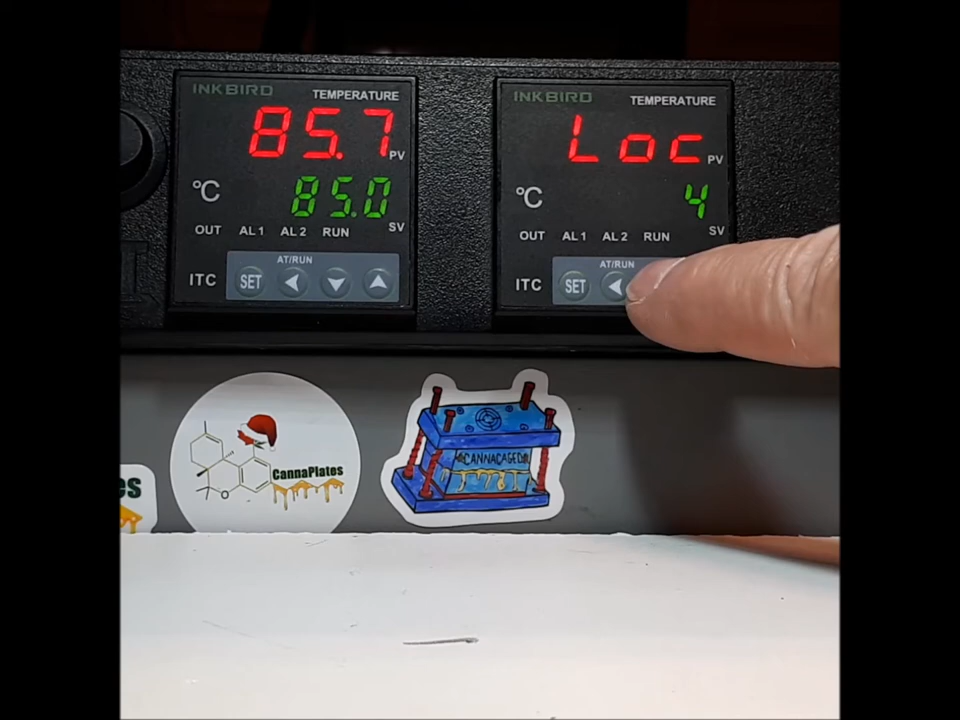 INKBIRD
TEMPERATURE
85.7
PV
°C
85.0
SV
OUT AL1 AL2 RUN
AT/RUN
ITC SET
INKBIRD
TEMPERATURE
Loc
PV
°C
4
SV
OUT AL1 AL2 RUN
AT/RUN
ITC SET
es
CannaPlates
O
CANNACAGED